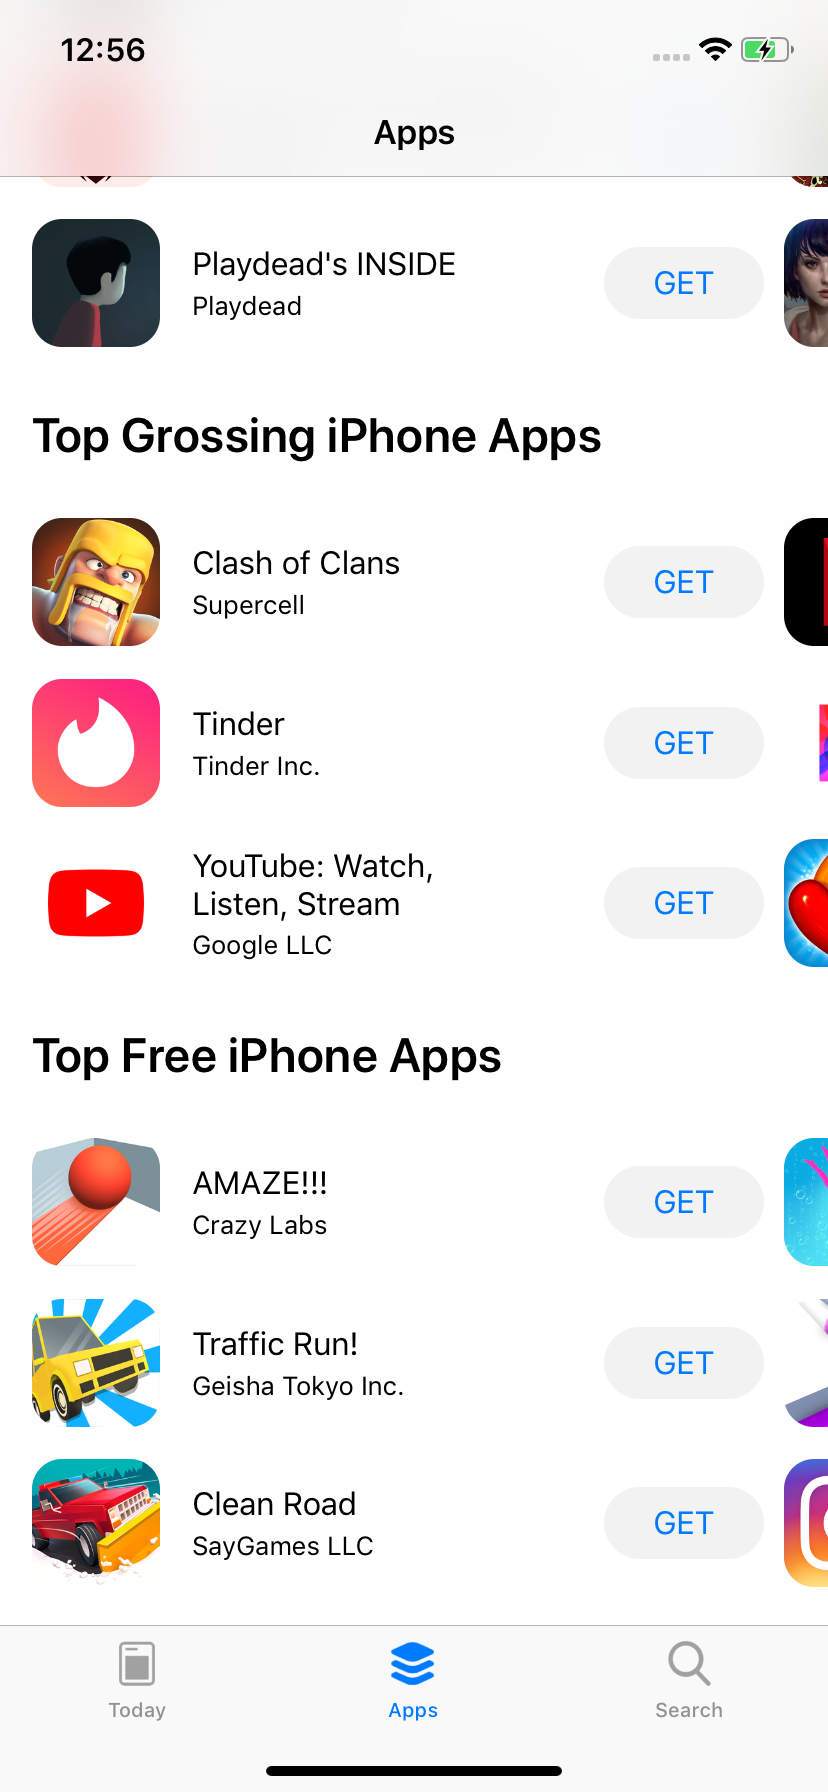 12:56
Apps
Playdead's INSIDE
Playdead
GET
Top Grossing iPhone Apps
Clash of Clans
Supercell
GET
Tinder
Tinder Inc.
GET
YouTube: Watch,
Listen, Stream
Google LLC
GET
Top Free iPhone Apps
AMAZE!!!
Crazy Labs
GET
Traffic Run!
Geisha Tokyo Inc.
GET
Clean Road
SayGames LLC
GET
Today
Apps
Search